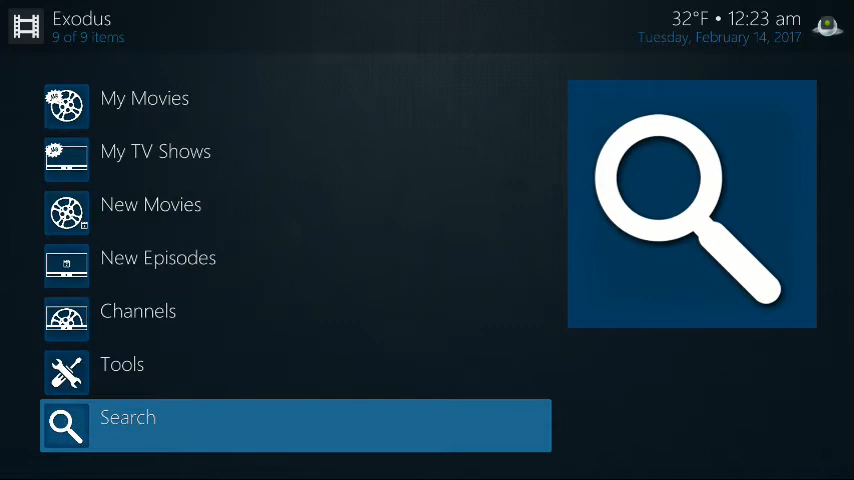 Exodus
9 of 9 items
32°F • 12:23 am
Tuesday, February 14, 2017
My Movies
My TV Shows
New Movies
New Episodes
Channels
Tools
Search